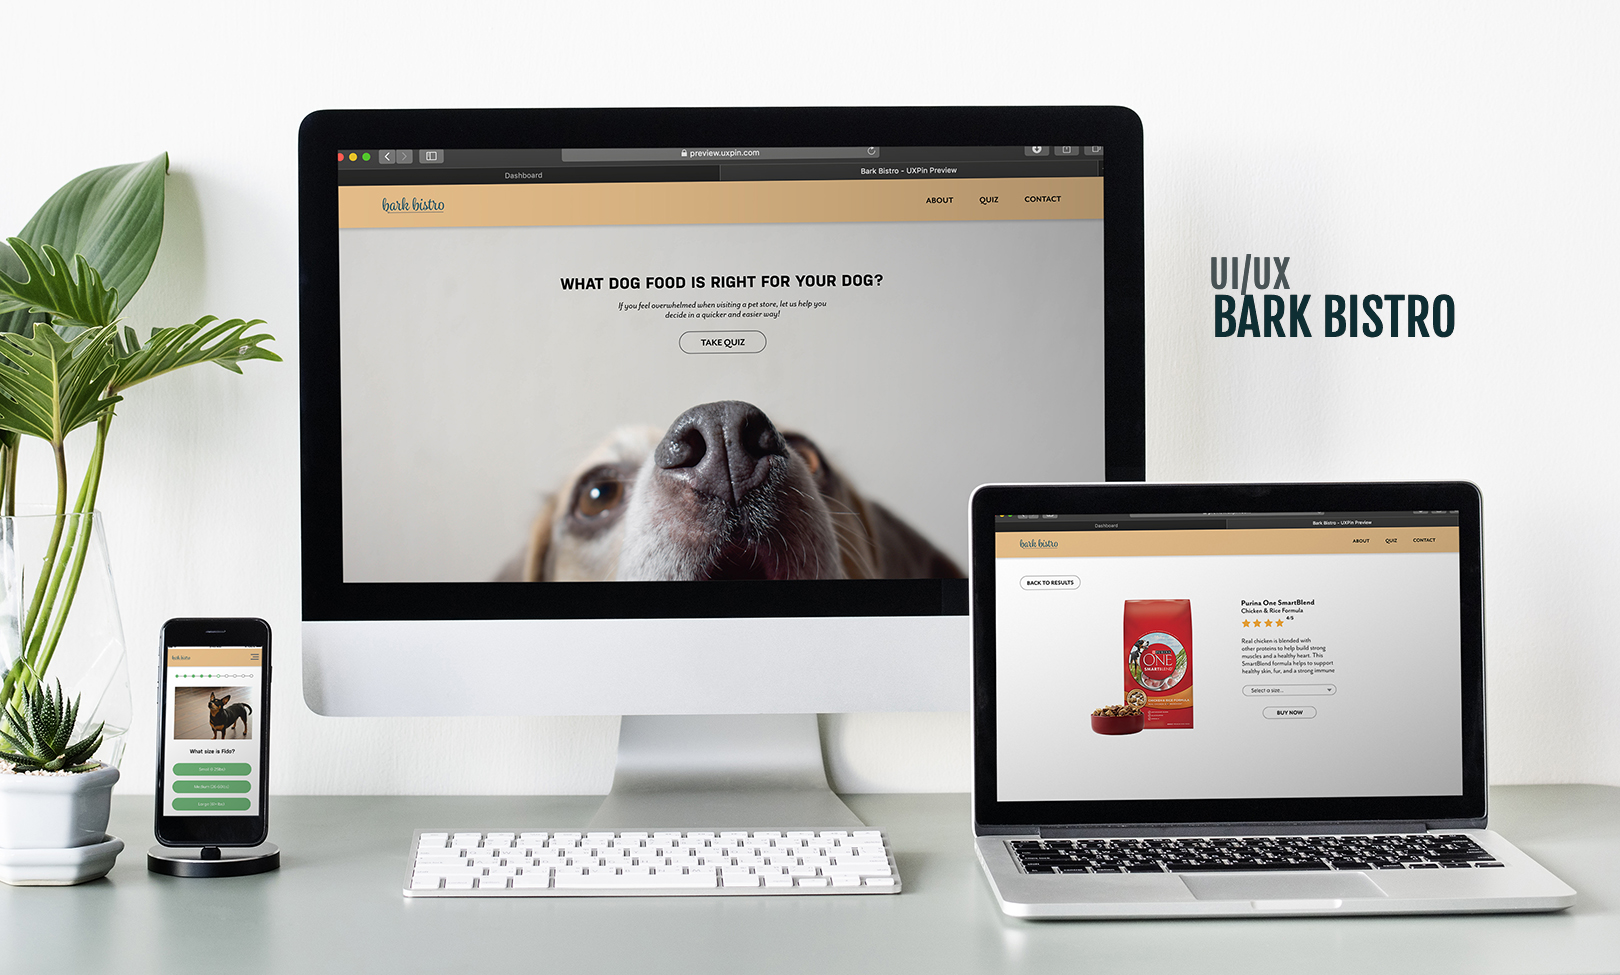 preview.uxpin.com
Dashboard
Bark Bistro - UXPin Preview
bark bistro
ABOUT
QUIZ
CONTACT
WHAT DOG FOOD IS RIGHT FOR YOUR DOG?
If you feel overwhelmed when visiting a pet store, let us help you
decide in a quicker and easier way!
TAKE QUIZ
UI/UX
BARK BISTRO
Dashboard
Bark Bistro - UXPin Preview
bark bistro
ABOUT
QUIZ
CONTACT
BACK TO RESULTS
Purina One SmartBlend
Chicken & Rice Formula
4/5
Real chicken is blended with
other proteins to help build strong
muscles and a healthy heart. This
SmartBlend formula helps to support
healthy skin, fur, and a strong immune
Select a size...
BUY NOW
ONE
SMARTBLEND
bark bistro
What size is Fido?